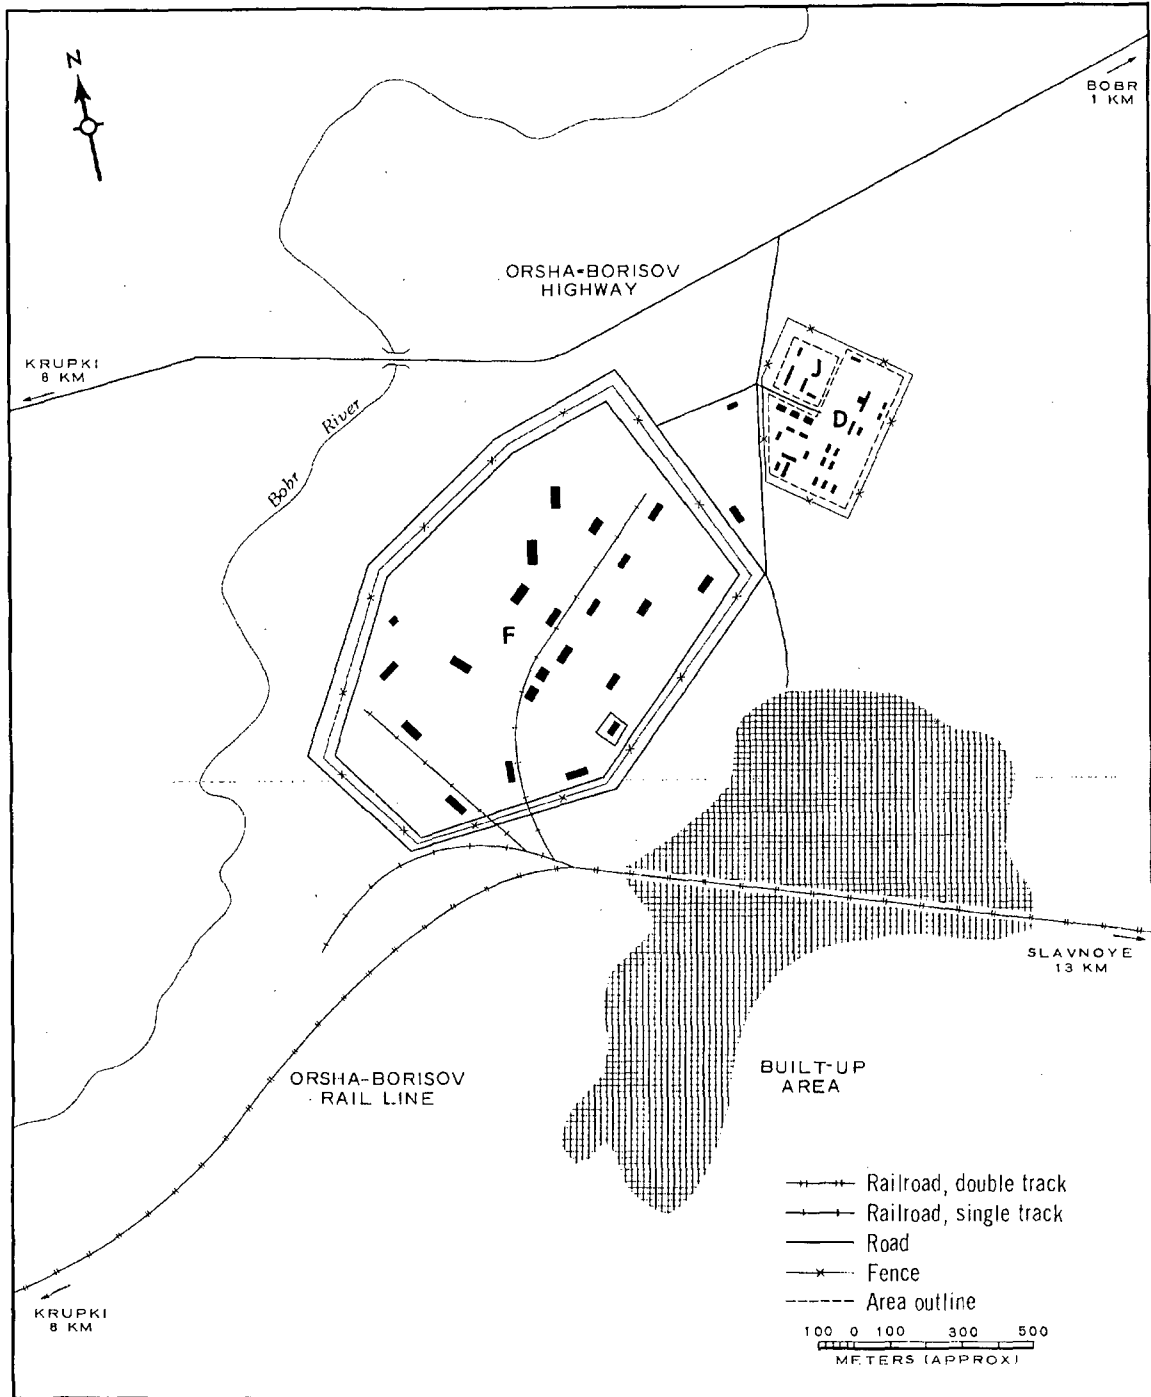 N
BOBR
1 KM
ORSHA-BORISOV
HIGHWAY
KRUPKI
8 KM
J
D
River
Bobr
F
SLAVNOYE
13 KM
ORSHA-BORISOV
RAIL LINE
BUILT-UP
AREA
Railroad, double track
Railroad, single track
Road
Fence
Area outline
100 0 100 300 500
METERS (APPROX)
KRUPKI
8 KM